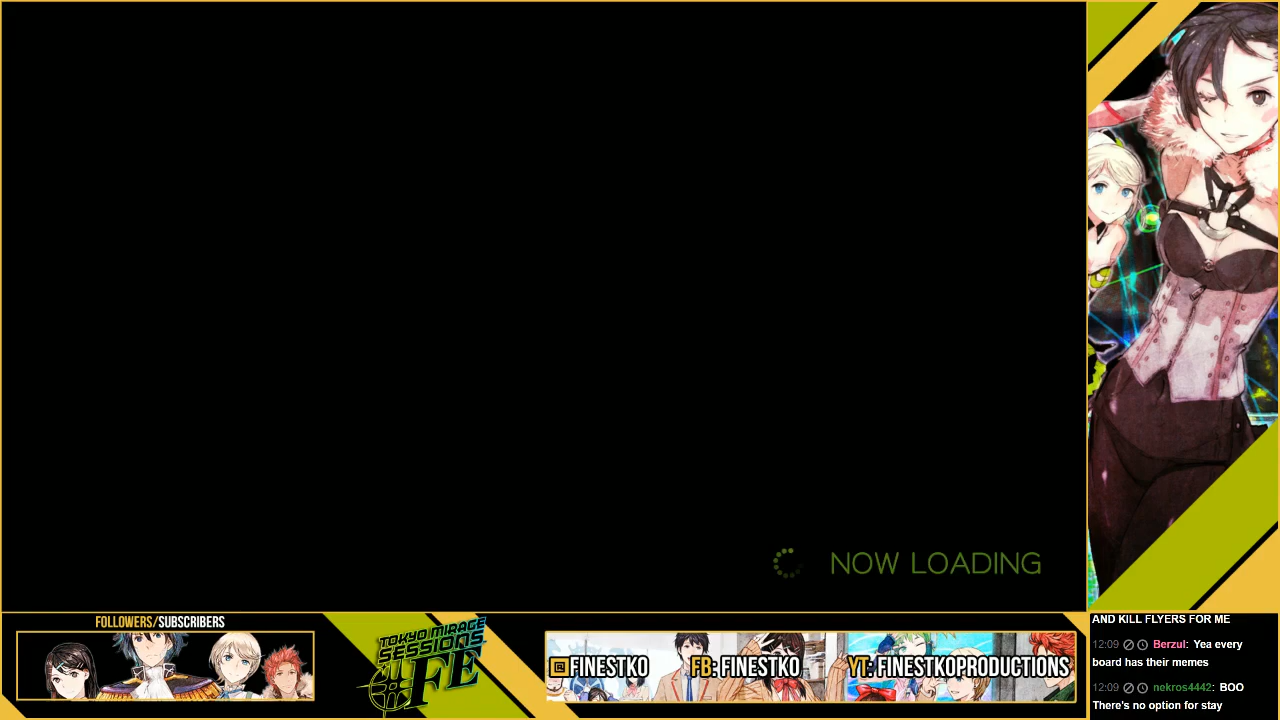 NOW LOADING
FOLLOWERS/SUBSCRIBERS
TOKYO MIRAGE
SESSIONS
#FE
FINESTKO
FB: FINESTKO
YT: FINESTKOPRODUCTIONS
AND KILL FLYERS FOR ME
12:09 Berzul: Yea every
board has their memes
12:09 nekros4442: BOO
There's no option for stay